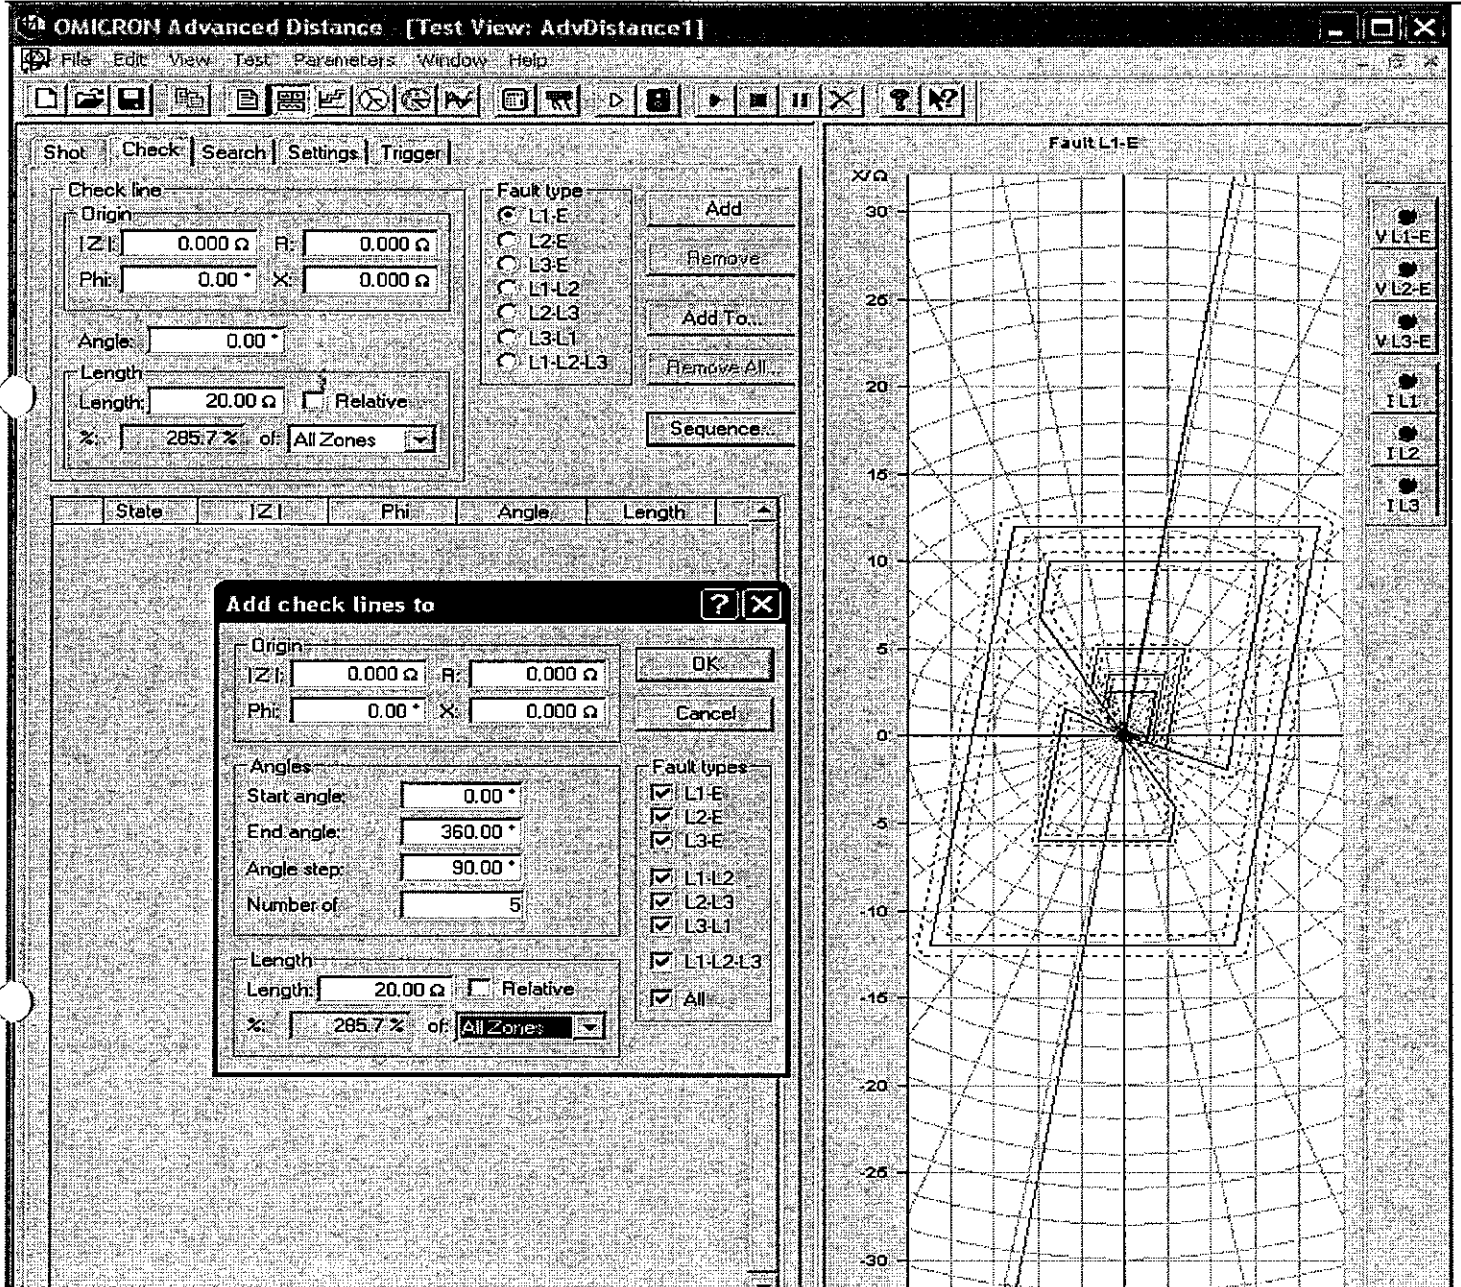 OMICRON Advanced Distance - [Test View: AdvDistance1]
File Edit View Test Parameters Window Help
Shot Check Search Settings Trigger
Check line
Origin
|Z|: 0.000 Ω R: 0.000 Ω
Phi: 0.00 ° X: 0.000 Ω
Angle: 0.00 °
Length
Length: 20.00 Ω Relative
%: 285.7 % of: All Zones
Fault type
L1-E
L2-E
L3-E
L1-L2
L2-L3
L3-L1
L1-L2-L3
Add
Remove
Add To...
Remove All...
Sequence...
State |Z| Phi Angle Length
Add check lines to
Origin
|Z|: 0.000 Ω R: 0.000 Ω
Phi: 0.00 ° X: 0.000 Ω
OK
Cancel
Angles
Start angle: 0.00 °
End angle: 360.00 °
Angle step: 90.00 °
Number of 5
Length
Length: 20.00 Ω Relative
%: 285.7 % of: All Zones
Fault types
L1-E
L2-E
L3-E
L1-L2
L2-L3
L3-L1
L1-L2-L3
All
Fault L1-E
X/Ω
30
25
20
15
10
5
0
-5
-10
-15
-20
-25
-30
V L1-E
V L2-E
V L3-E
I L1
I L2
I L3